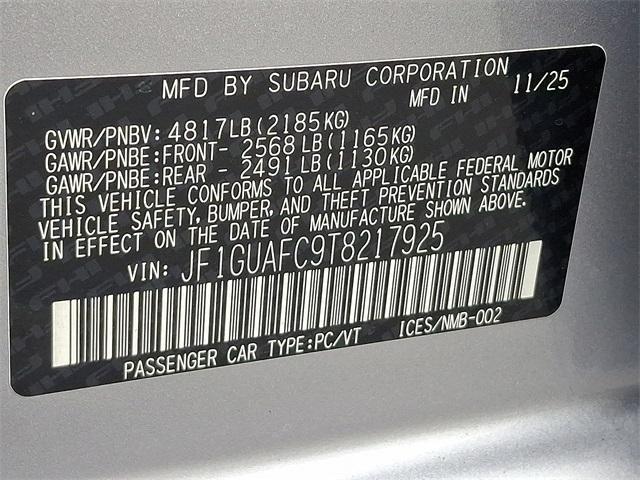 MFD BY SUBARU CORPORATION
MFD IN 11/25
GVWR/PNBV: 4817LB(2185KG)
GAWR/PNBE:FRONT- 2568LB(1165KG)
GAWR/PNBE:REAR - 2491LB(1130KG)
THIS VEHICLE CONFORMS TO ALL APPLICABLE FEDERAL MOTOR
VEHICLE SAFETY,BUMPER,AND THEFT PREVENTION STANDARDS
IN EFFECT ON THE DATE OF MANUFACTURE SHOWN ABOVE.
VIN: JF1GUAFC9T8217925
PASSENGER CAR TYPE:PC/VT ICES/NMB-002